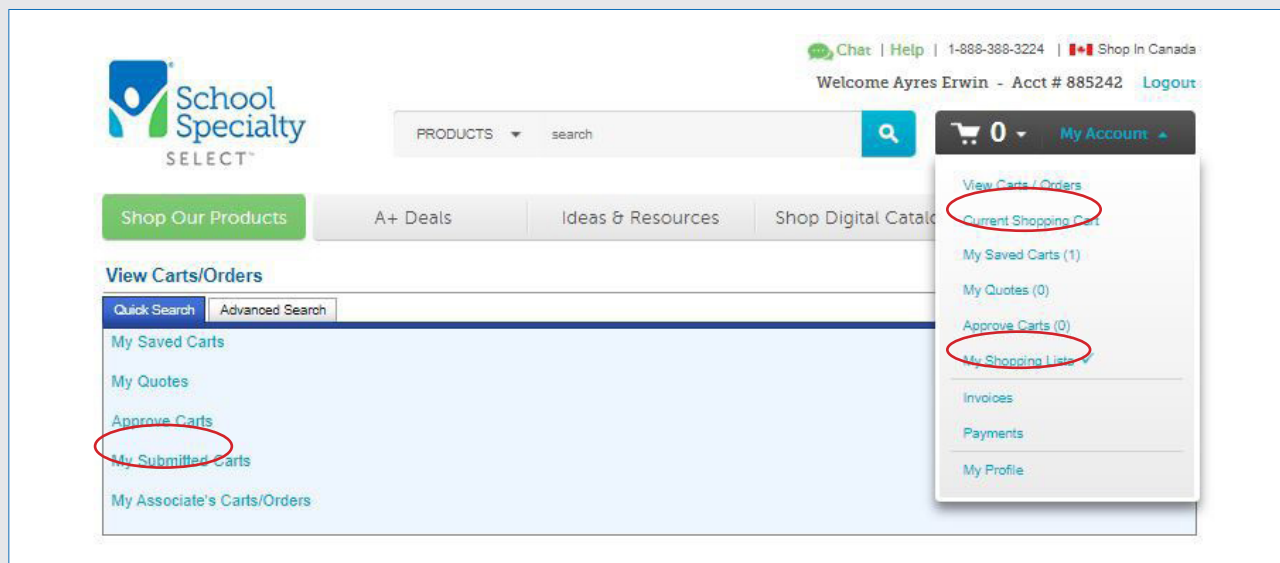 Chat | Help | 1-888-388-3224 | Shop In Canada
Welcome Ayres Erwin - Acct # 885242 Logout
School
Specialty
SELECT™
PRODUCTS search
0 My Account
Shop Our Products A+ Deals Ideas & Resources Shop Digital Catalo
View Carts / Orders
Current Shopping Cart
My Saved Carts (1)
My Quotes (0)
Approve Carts (0)
My Shopping Lists ✓
Invoices
Payments
My Profile
View Carts/Orders
Quick Search Advanced Search
My Saved Carts
My Quotes
Approve Carts
My Submitted Carts
My Associate's Carts/Orders